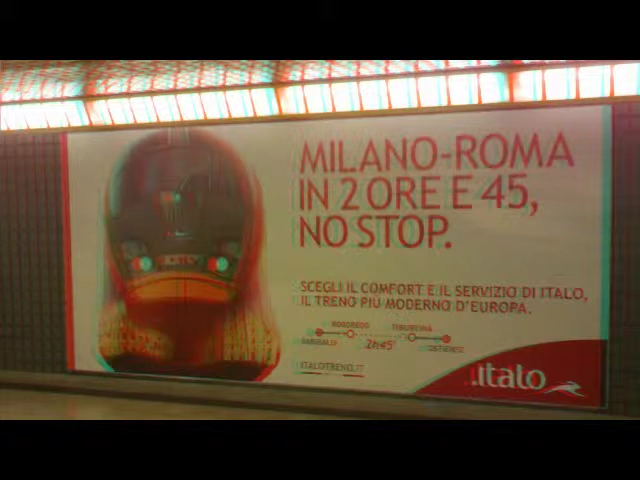 MILANO-ROMA
IN 2 ORE E 45,
NO STOP.
SCEGLI IL COMFORT E IL SERVIZIO DI ITALO,
IL TRENO PIÙ MODERNO D'EUROPA.
ROGOREDO TIBURTINA
GARIBALDI 2h45' OSTIENSE
ITALOTRENO.IT
.italo